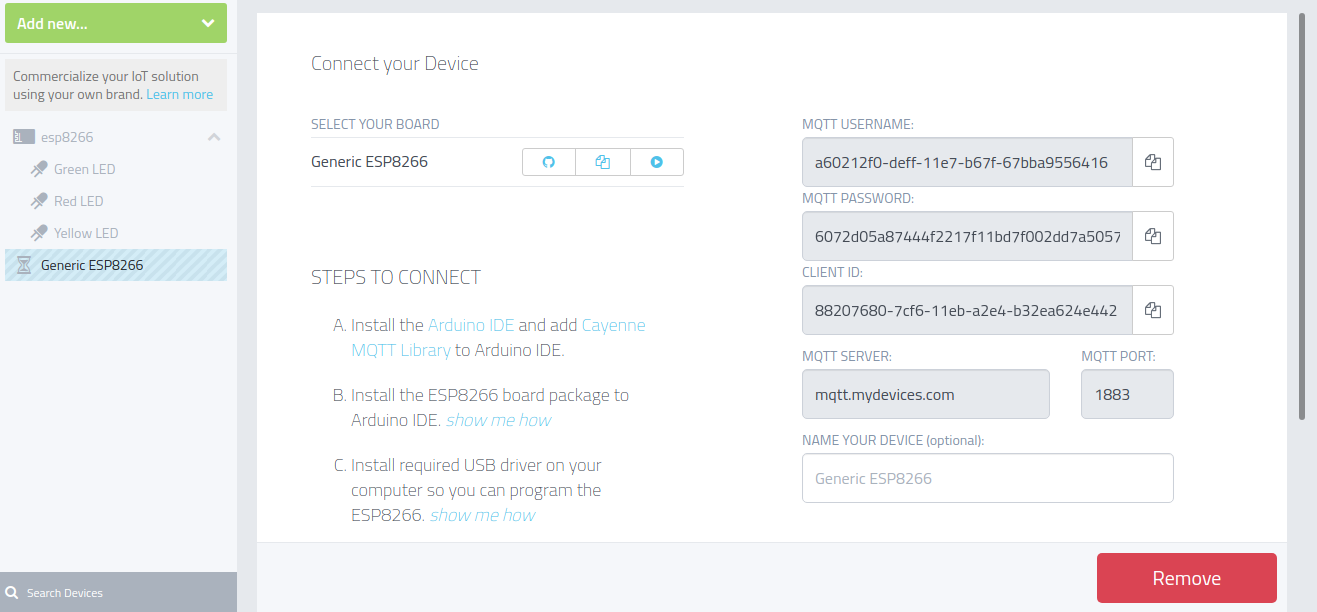 Add new...
Commercialize your IoT solution
using your own brand. Learn more
esp8266
Green LED
Red LED
Yellow LED
Generic ESP8266
Search Devices
Connect your Device
SELECT YOUR BOARD
Generic ESP8266
STEPS TO CONNECT
A. Install the Arduino IDE and add Cayenne
MQTT Library to Arduino IDE.
B. Install the ESP8266 board package to
Arduino IDE. show me how
C. Install required USB driver on your
computer so you can program the
ESP8266. show me how
MQTT USERNAME:
a60212f0-deff-11e7-b67f-67bba9556416
MQTT PASSWORD:
6072d05a87444f2217f11bd7f002dd7a5057
CLIENT ID:
88207680-7cf6-11eb-a2e4-b32ea624e442
MQTT SERVER: MQTT PORT:
mqtt.mydevices.com 1883
NAME YOUR DEVICE (optional):
Generic ESP8266
Remove